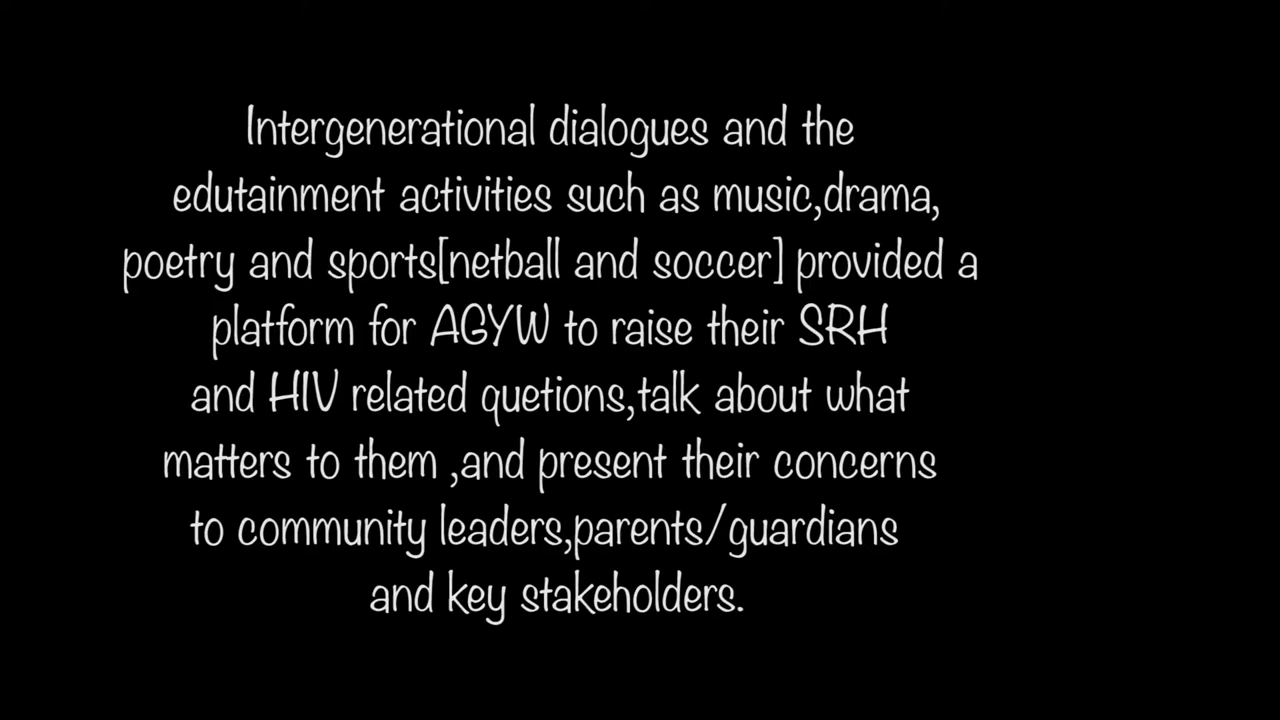 Intergenerational dialogues and the
edutainment activities such as music,drama,
poetry and sports[netball and soccer] provided a
platform for AGYW to raise their SRH
and HIV related quetions,talk about what
matters to them ,and present their concerns
to community leaders,parents/guardians
and key stakeholders.